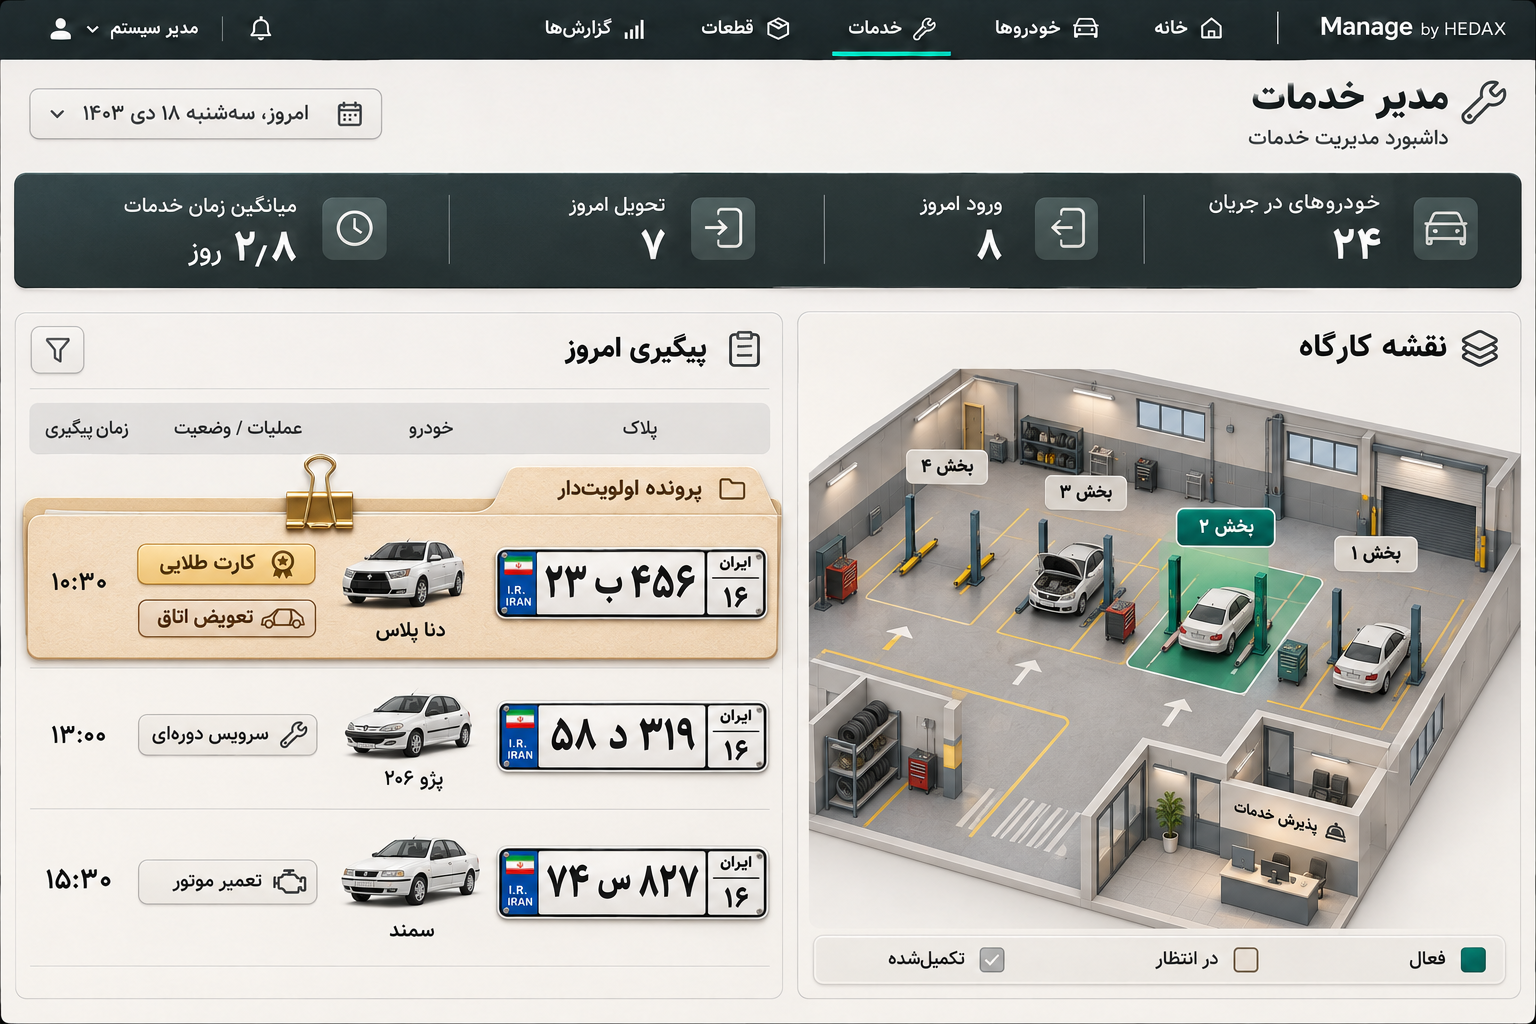 Manage by HEDAX
خانه
خودروها
خدمات
قطعات
گزارش‌ها
مدیر سیستم
مدیر خدمات
داشبورد مدیریت خدمات
امروز، سه‌شنبه ۱۸ دی ۱۴۰۳
خودروهای در جریان
۲۴
ورود امروز
۸
تحویل امروز
۷
میانگین زمان خدمات
۲٫۸ روز
نقشه کارگاه
بخش ۴
بخش ۳
بخش ۲
بخش ۱
پذیرش خدمات
فعال
در انتظار
تکمیل‌شده
پیگیری امروز
پلاک
خودرو
عملیات / وضعیت
زمان پیگیری
پرونده اولویت‌دار
ایران
۱۶
۴۵۶ ب ۲۳
I.R.
IRAN
دنا پلاس
کارت طلایی
تعویض اتاق
۱۰:۳۰
ایران
۱۶
۳۱۹ د ۵۸
I.R.
IRAN
پژو ۲۰۶
سرویس دوره‌ای
۱۳:۰۰
ایران
۱۶
۸۲۷ س ۷۴
I.R.
IRAN
سمند
تعمیر موتور
۱۵:۳۰